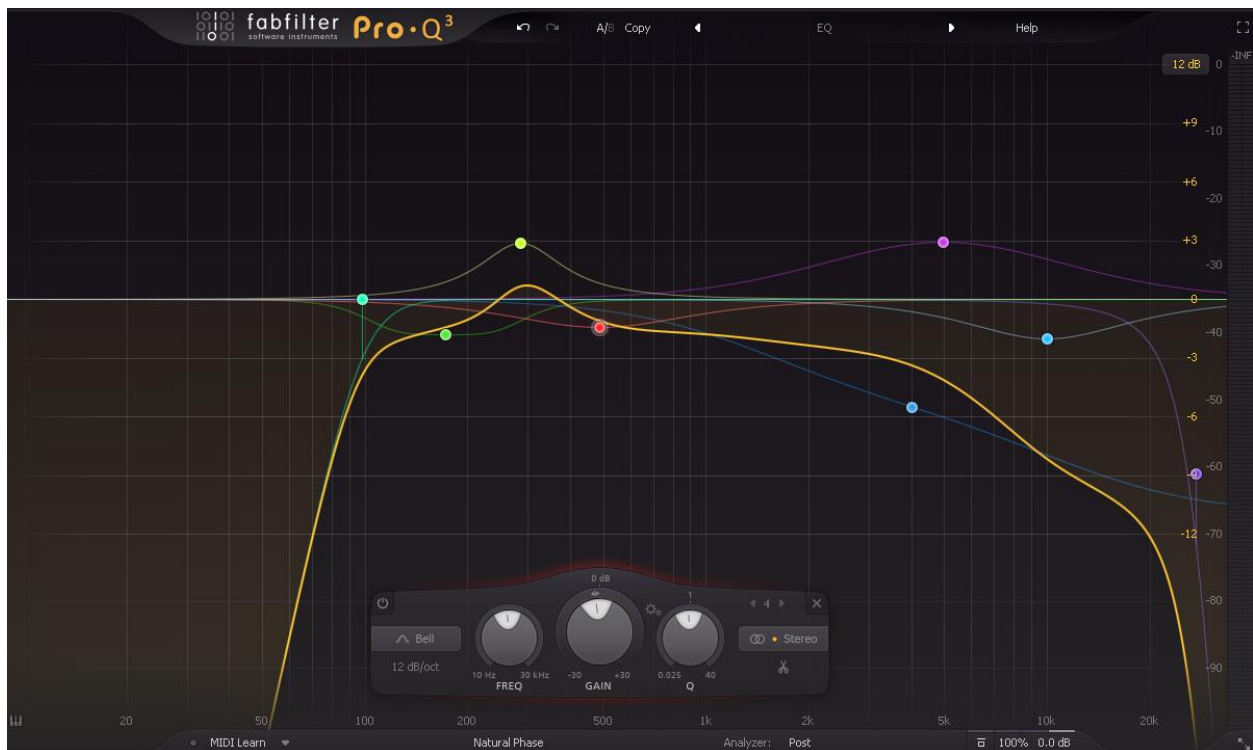 fabfilter
software instruments
Pro·Q³
A/B Copy
EQ
Help
-INF
12 dB 0
+9
-10
+6
-20
+3
-30
0
-40
-3
-50
-6
-60
-9
-12 -70
-80
-90
0 dB
1
4
Bell
Stereo
12 dB/oct
10 Hz 30 kHz
-30 +30
0.025 40
FREQ
GAIN
Q
20 50 100 200 500 1k 2k 5k 10k 20k
MIDI Learn
Natural Phase
Analyzer: Post
100% 0.0 dB